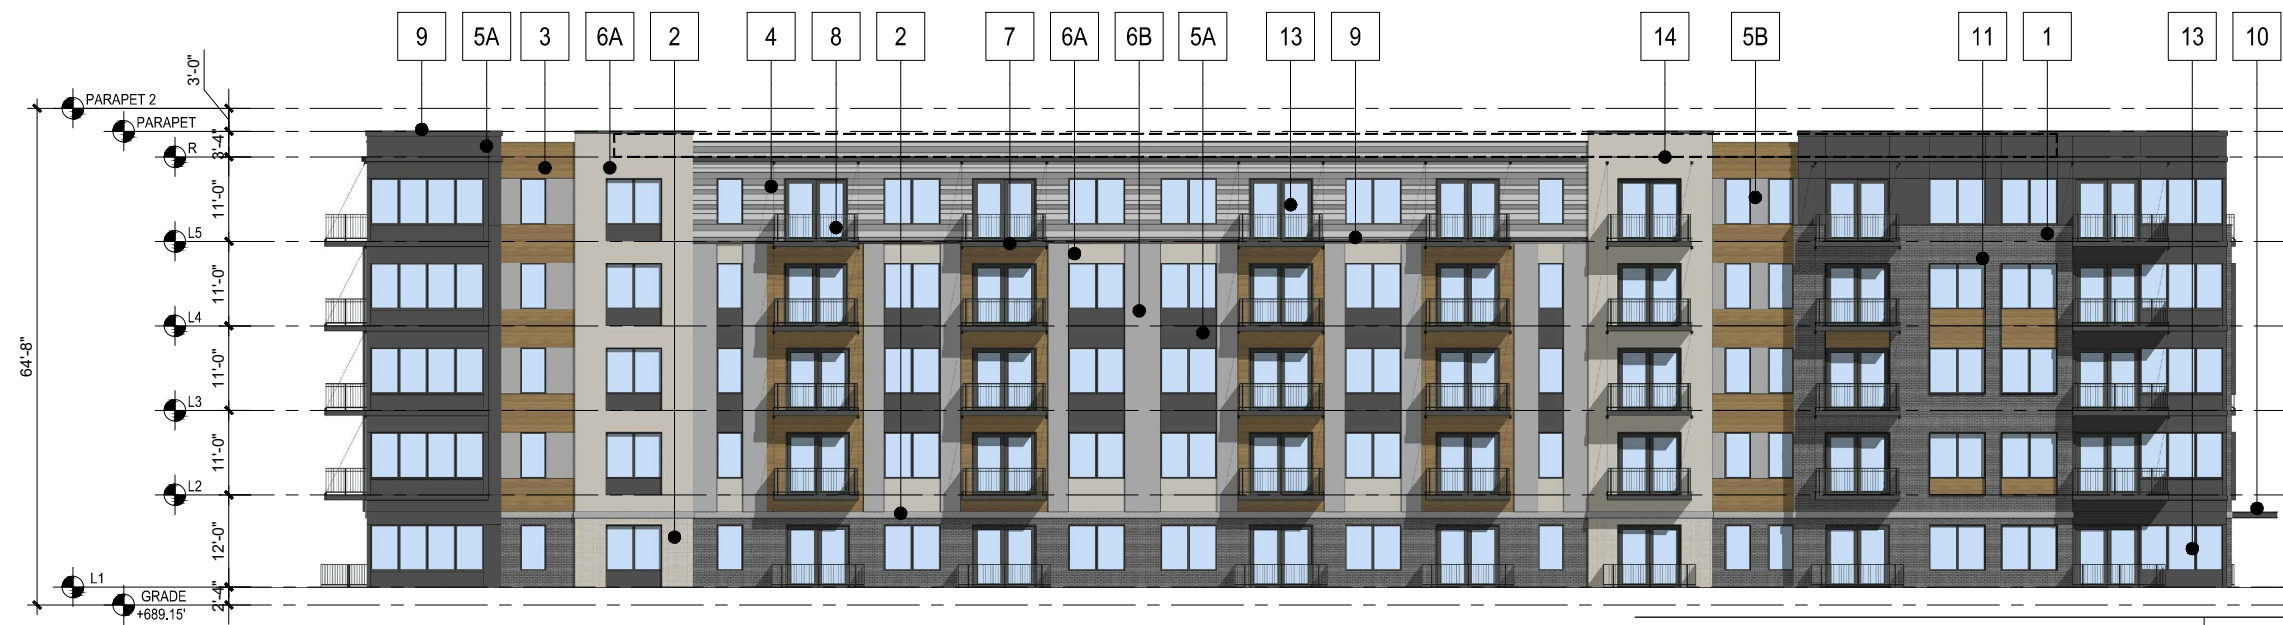 9 5A 3 6A 2 4 8 2 7 6A 6B 5A 13 9 14 5B 11 1 13 10
3'-0"
PARAPET 2
PARAPET
3'-4"
R
11'-0"
L5
11'-0"
L4
64'-8"
11'-0"
L3
11'-0"
L2
12'-0"
L1
2'-4"
GRADE
+689.15'